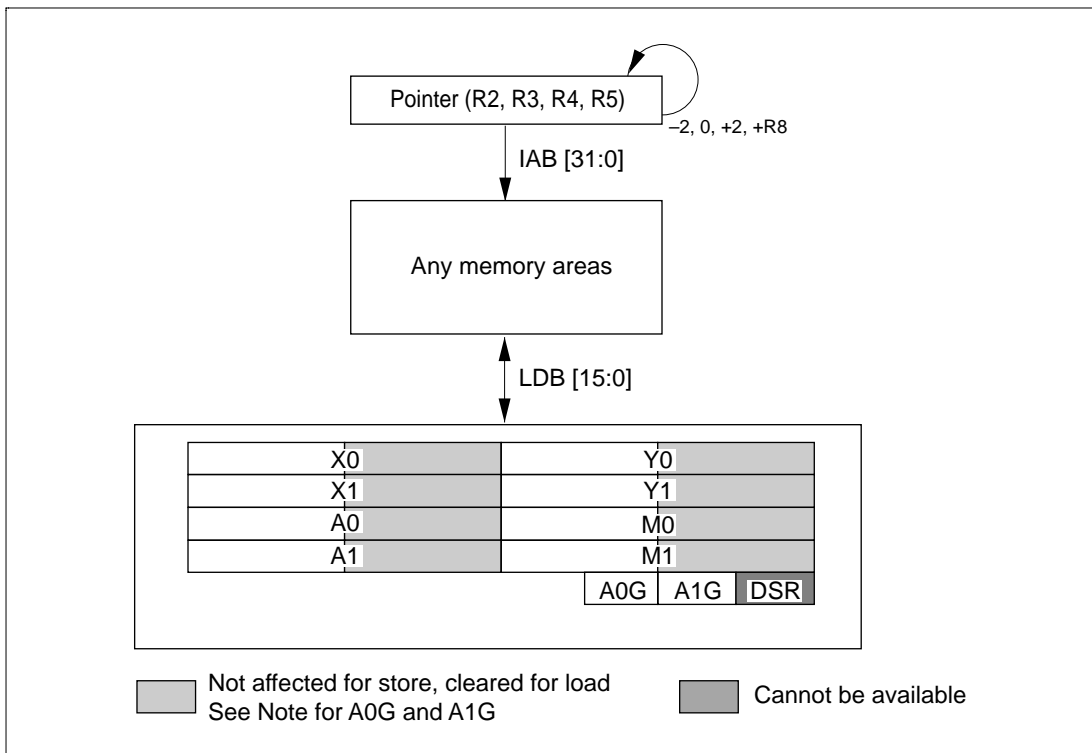 Pointer (R2, R3, R4, R5)
–2, 0, +2, +R8
IAB [31:0]
Any memory areas
LDB [15:0]
X0 Y0
X1 Y1
A0 M0
A1 M1
A0G A1G DSR
Not affected for store, cleared for load
See Note for A0G and A1G
Cannot be available